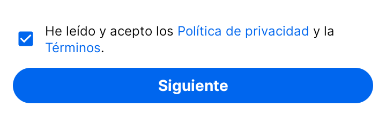 He leído y acepto los Política de privacidad y la
Términos.
Siguiente